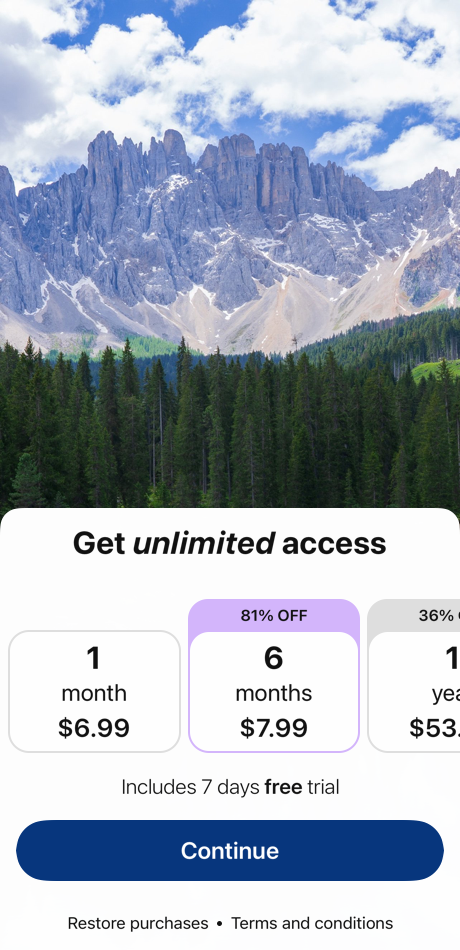 Get unlimited access
81% OFF
36%
1
month
$6.99
6
months
$7.99
1
$53.
Includes 7 days free trial
Continue
Restore purchases • Terms and conditions